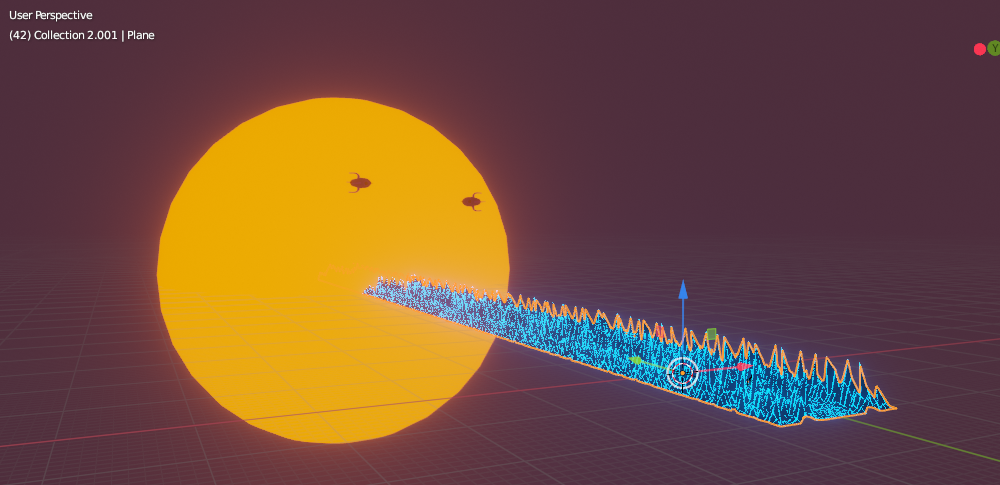 User Perspective
(42) Collection 2.001 | Plane
Y